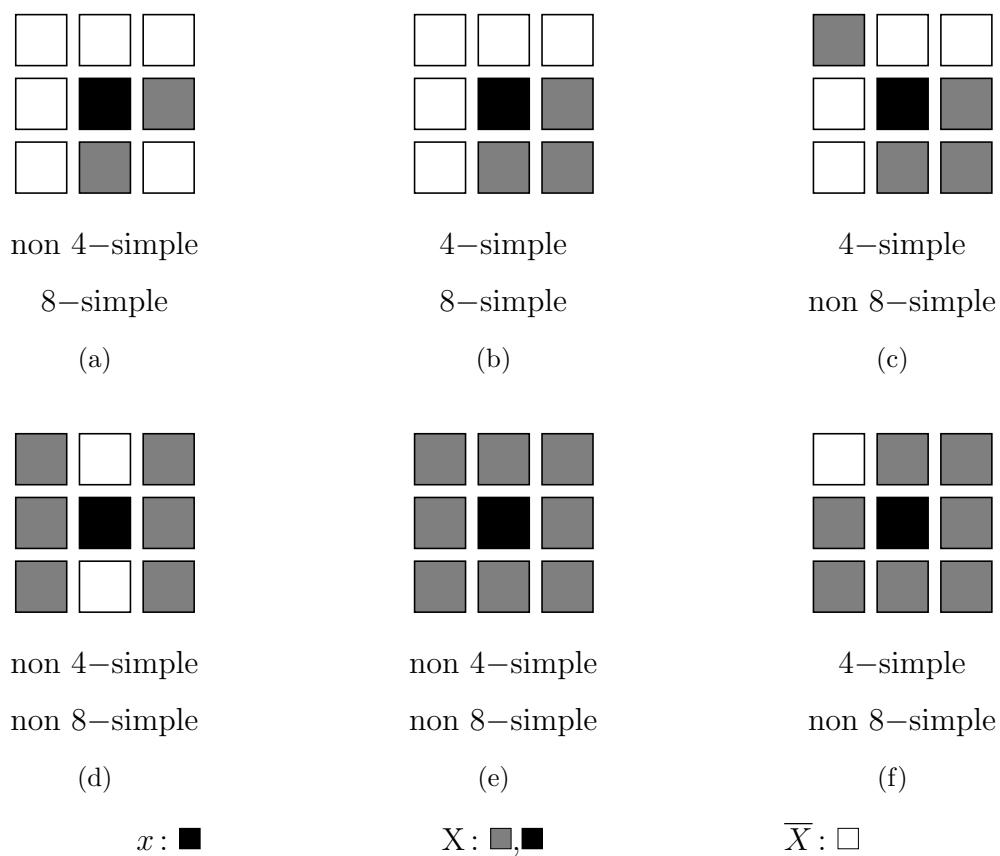 non 4−simple 4−simple 4−simple
8−simple 8−simple non 8−simple
(a) (b) (c)
non 4−simple non 4−simple 4−simple
non 8−simple non 8−simple non 8−simple
(d) (e) (f)
x : X : , X̅ :